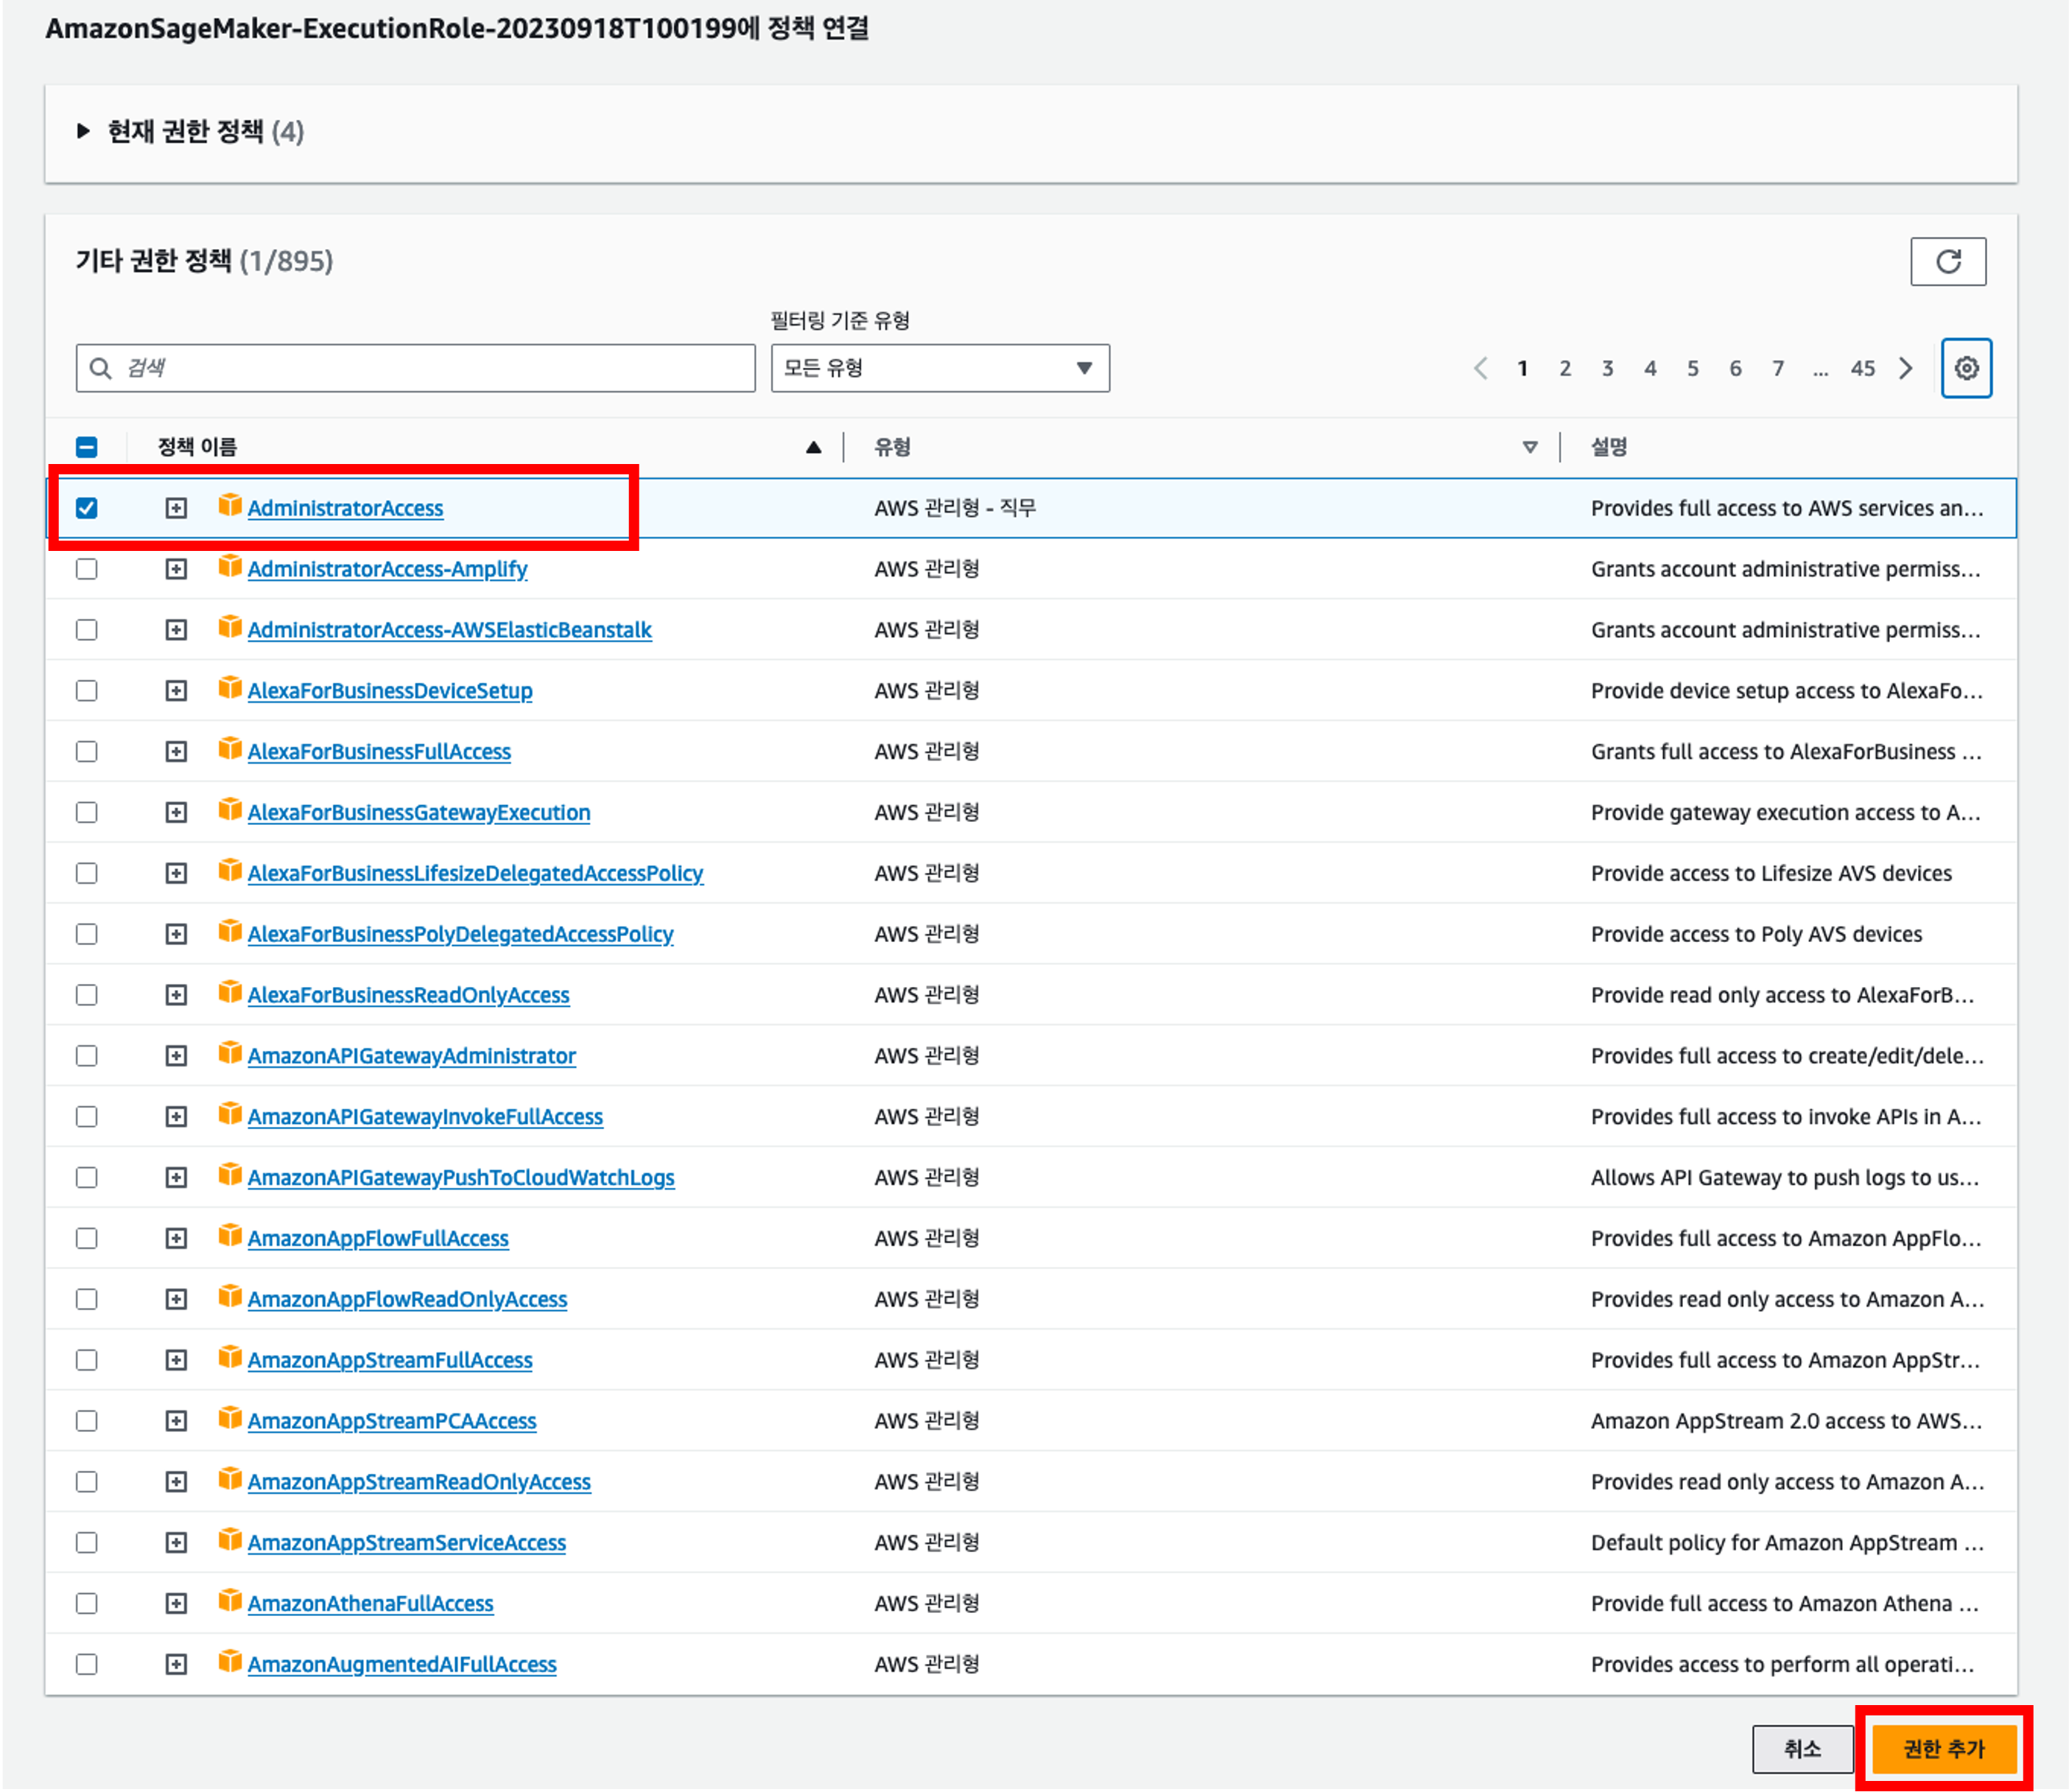 AmazonSageMaker-ExecutionRole-20230918T100199에 정책 연결
현재 권한 정책 (4)
기타 권한 정책 (1/895)
필터링 기준 유형
검색 모든 유형 1 2 3 4 5 6 7 ... 45
정책 이름 유형 설명
AdministratorAccess AWS 관리형 - 직무 Provides full access to AWS services an...
AdministratorAccess-Amplify AWS 관리형 Grants account administrative permiss...
AdministratorAccess-AWSElasticBeanstalk AWS 관리형 Grants account administrative permiss...
AlexaForBusinessDeviceSetup AWS 관리형 Provide device setup access to AlexaFo...
AlexaForBusinessFullAccess AWS 관리형 Grants full access to AlexaForBusiness ...
AlexaForBusinessGatewayExecution AWS 관리형 Provide gateway execution access to A...
AlexaForBusinessLifesizeDelegatedAccessPolicy AWS 관리형 Provide access to Lifesize AVS devices
AlexaForBusinessPolyDelegatedAccessPolicy AWS 관리형 Provide access to Poly AVS devices
AlexaForBusinessReadOnlyAccess AWS 관리형 Provide read only access to AlexaForB...
AmazonAPIGatewayAdministrator AWS 관리형 Provides full access to create/edit/dele...
AmazonAPIGatewayInvokeFullAccess AWS 관리형 Provides full access to invoke APIs in A...
AmazonAPIGatewayPushToCloudWatchLogs AWS 관리형 Allows API Gateway to push logs to us...
AmazonAppFlowFullAccess AWS 관리형 Provides full access to Amazon AppFlo...
AmazonAppFlowReadOnlyAccess AWS 관리형 Provides read only access to Amazon A...
AmazonAppStreamFullAccess AWS 관리형 Provides full access to Amazon AppStr...
AmazonAppStreamPCAAccess AWS 관리형 Amazon AppStream 2.0 access to AWS...
AmazonAppStreamReadOnlyAccess AWS 관리형 Provides read only access to Amazon A...
AmazonAppStreamServiceAccess AWS 관리형 Default policy for Amazon AppStream ...
AmazonAthenaFullAccess AWS 관리형 Provide full access to Amazon Athena ...
AmazonAugmentedAIFullAccess AWS 관리형 Provides access to perform all operati...
취소 권한 추가